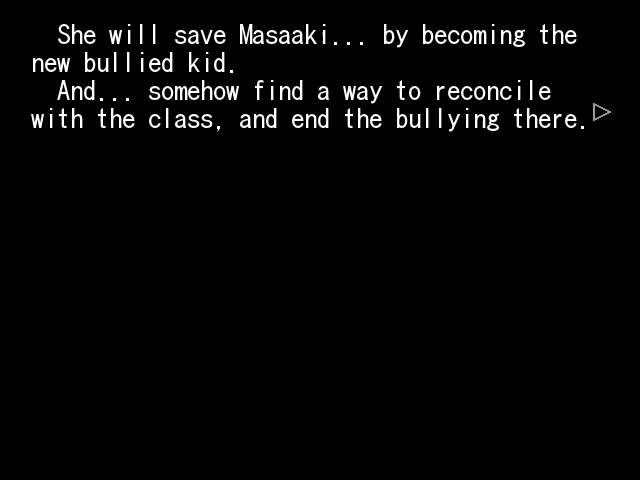 She will save Masaaki... by becoming the
new bullied kid.
And... somehow find a way to reconcile
with the class, and end the bullying there.